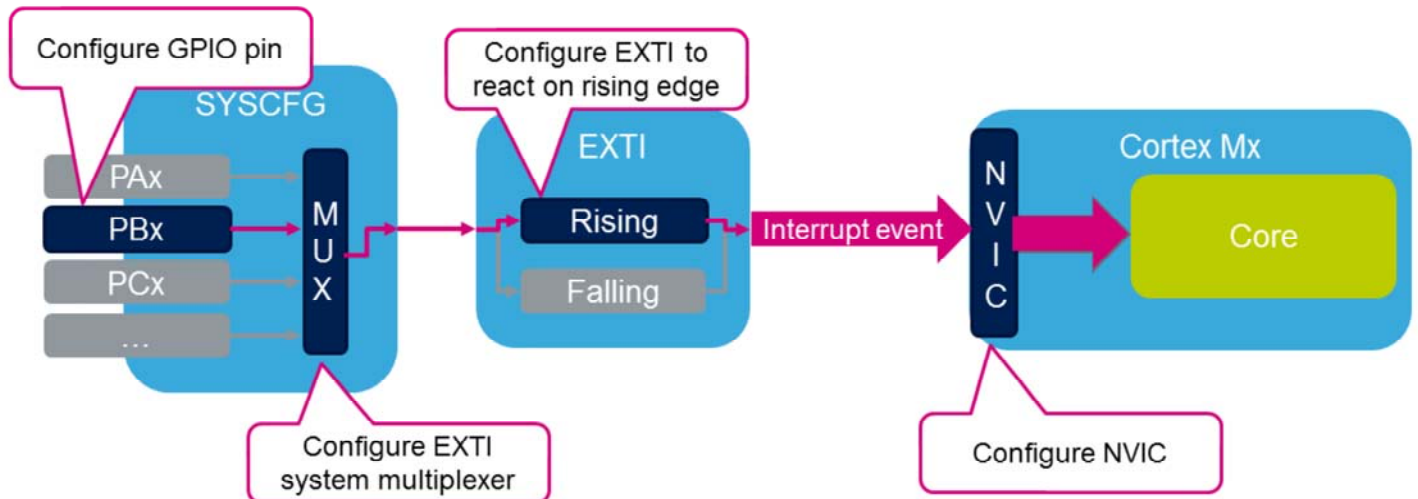 Configure GPIO pin
Configure EXTI to
react on rising edge
SYSCFG
EXTI
Cortex Mx
PAx
PBx
PCx
...
M
U
X
Rising
Falling
Interrupt event
N
V
I
C
Core
Configure EXTI
system multiplexer
Configure NVIC